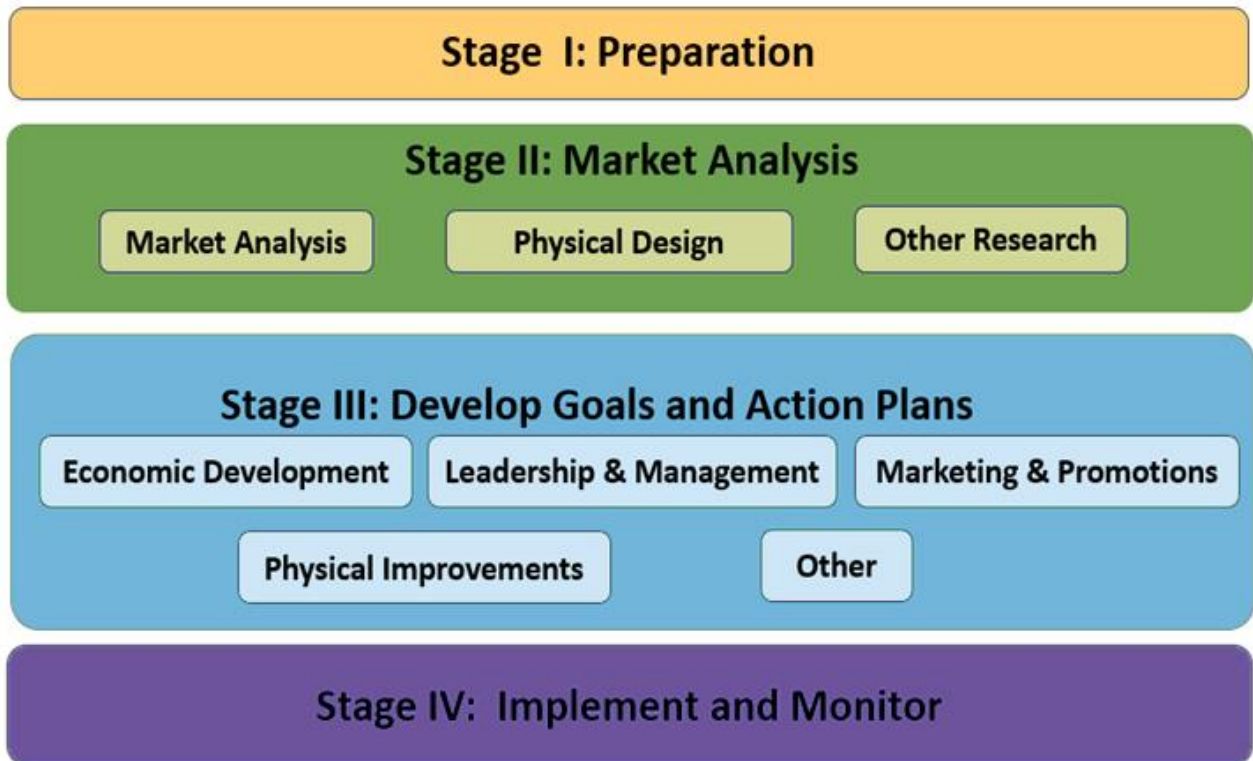 Stage I: Preparation
Stage II: Market Analysis
Market Analysis
Physical Design
Other Research
Stage III: Develop Goals and Action Plans
Economic Development
Leadership & Management
Marketing & Promotions
Physical Improvements
Other
Stage IV: Implement and Monitor